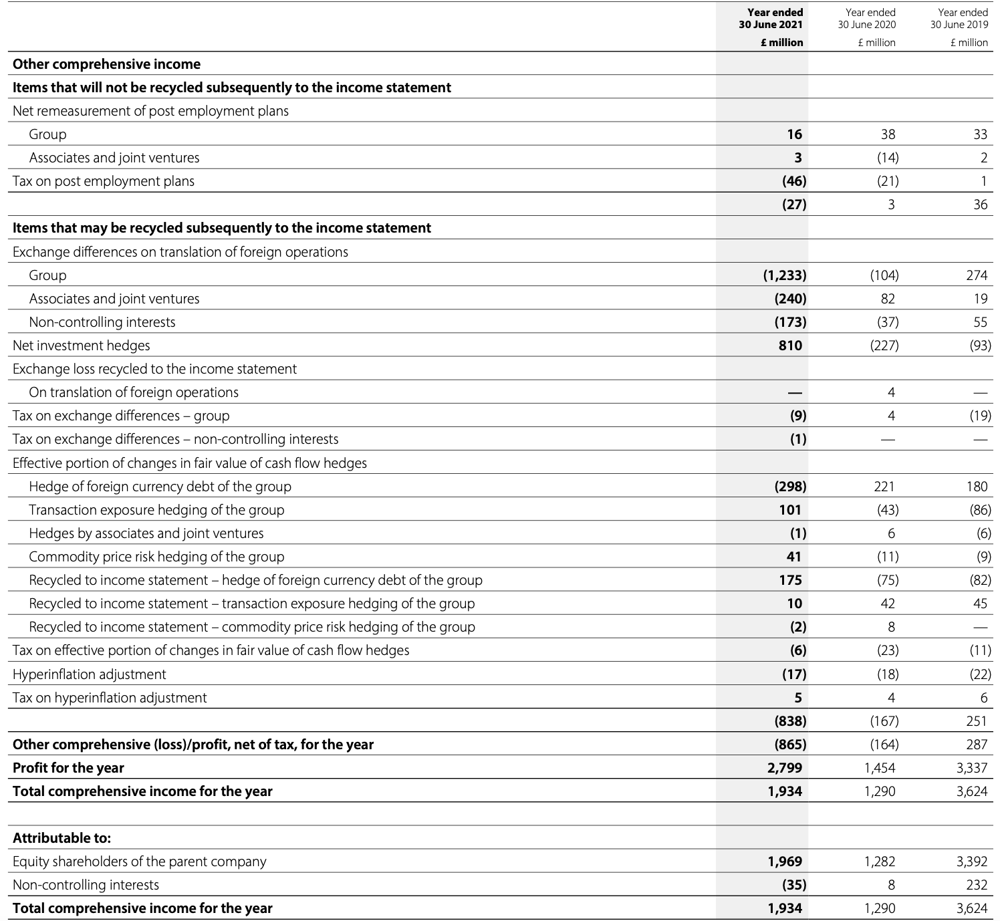 Year ended Year ended Year ended
30 June 2021 30 June 2020 30 June 2019
£ million £ million £ million
Other comprehensive income
Items that will not be recycled subsequently to the income statement
Net remeasurement of post employment plans
Group 16 38 33
Associates and joint ventures 3 (14) 2
Tax on post employment plans (46) (21) 1
(27) 3 36
Items that may be recycled subsequently to the income statement
Exchange differences on translation of foreign operations
Group (1,233) (104) 274
Associates and joint ventures (240) 82 19
Non-controlling interests (173) (37) 55
Net investment hedges 810 (227) (93)
Exchange loss recycled to the income statement
On translation of foreign operations — 4 —
Tax on exchange differences – group (9) 4 (19)
Tax on exchange differences – non-controlling interests (1) — —
Effective portion of changes in fair value of cash flow hedges
Hedge of foreign currency debt of the group (298) 221 180
Transaction exposure hedging of the group 101 (43) (86)
Hedges by associates and joint ventures (1) 6 (6)
Commodity price risk hedging of the group 41 (11) (9)
Recycled to income statement – hedge of foreign currency debt of the group 175 (75) (82)
Recycled to income statement – transaction exposure hedging of the group 10 42 45
Recycled to income statement – commodity price risk hedging of the group (2) 8 —
Tax on effective portion of changes in fair value of cash flow hedges (6) (23) (11)
Hyperinflation adjustment (17) (18) (22)
Tax on hyperinflation adjustment 5 4 6
(838) (167) 251
Other comprehensive (loss)/profit, net of tax, for the year (865) (164) 287
Profit for the year 2,799 1,454 3,337
Total comprehensive income for the year 1,934 1,290 3,624
Attributable to:
Equity shareholders of the parent company 1,969 1,282 3,392
Non-controlling interests (35) 8 232
Total comprehensive income for the year 1,934 1,290 3,624